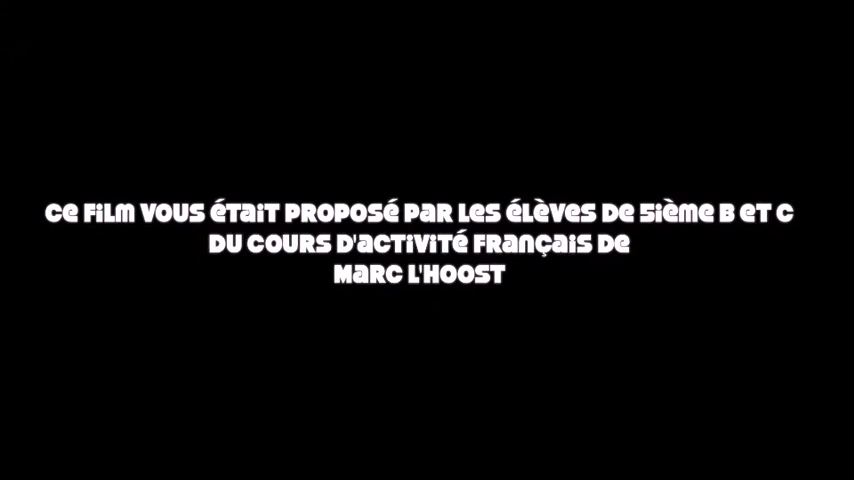 Ce film vous était proposé par les élèves de 5ième B et C
du cours d'activité français de
Marc L'Hoost